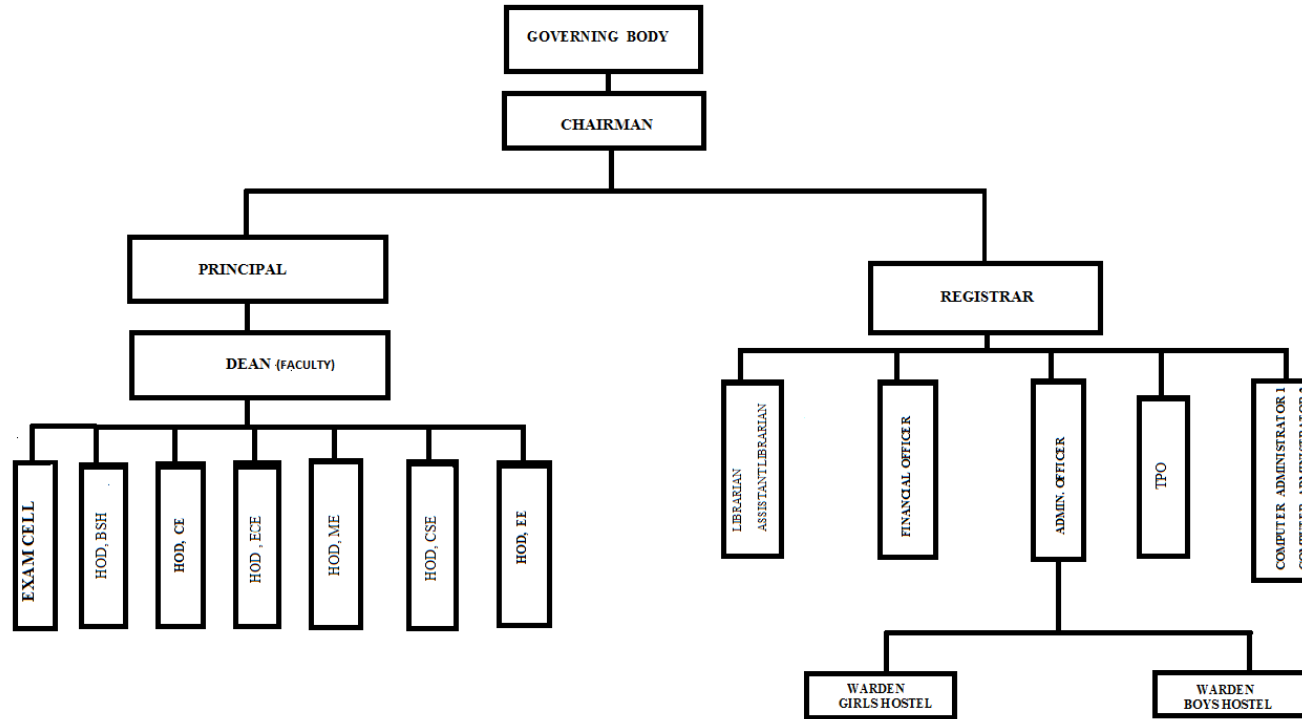 GOVERNING BODY
CHAIRMAN
PRINCIPAL
REGISTRAR
DEAN (FACULTY)
EXAM CELL
HOD, BSH
HOD, CE
HOD , ECE
HOD, ME
HOD, CSE
HOD, EE
LIBRARIAN
ASSISTANT LIBRARIAN
FINANCIAL OFFICER
ADMIN. OFFICER
TPO
COMPUTER ADMINISTRATOR 1
WARDEN
GIRLS HOSTEL
WARDEN
BOYS HOSTEL